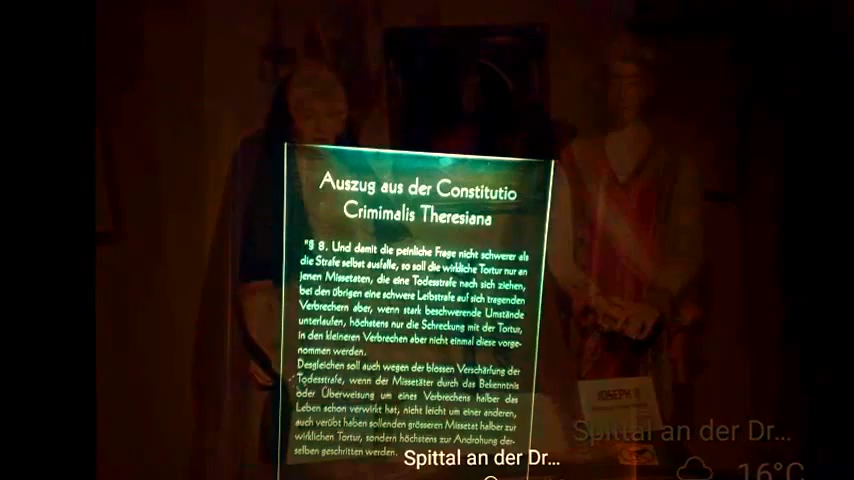 Auszug aus der Constitutio
Crimimalis Theresiana
"§ 8. Und damit die peinliche Frage nicht schwerer als
die Strafe selbst ausfalle, so soll die wirkliche Tortur nur an
jenen Missetaten, die eine Todesstrafe nach sich ziehen,
bei den übrigen eine schwere Leibstrafe auf sich tragenden
Verbrechern aber, wenn stark beschwerende Umstände
unterlaufen, höchstens nur die Schreckung mit der Tortur,
in den kleineren Verbrechen aber nicht einmal diese vorge-
nommen werden.
Desgleichen soll auch wegen der blossen Verschärfung der
Todesstrafe, wenn der Missetäter durch das Bekenntnis
oder Überweisung um eines Verbrechens halber das
Leben schon verwirkt hat, nicht leicht um einer anderen,
auch verübt haben sollenden grösseren Missetat halber zur
wirklichen Tortur, sondern höchstens zur Androhung der-
selben geschritten werden.
JOSEPH II
Spittal an der Dr...
Spittal an der Dr...
16°C